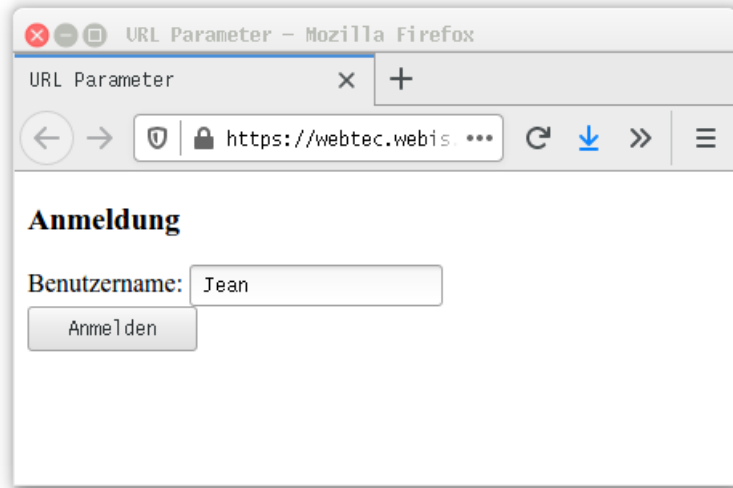 URL Parameter – Mozilla Firefox
URL Parameter
https://webtec.webis.
Anmeldung
Benutzername: Jean
Anmelden